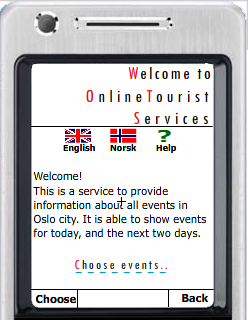 Welcome to
OnlineTourist
Services
English Norsk Help
Welcome!
This is a service to provide
information about all events in
Oslo city. It is able to show events
for today, and the next two days.
Choose events..
Choose Back